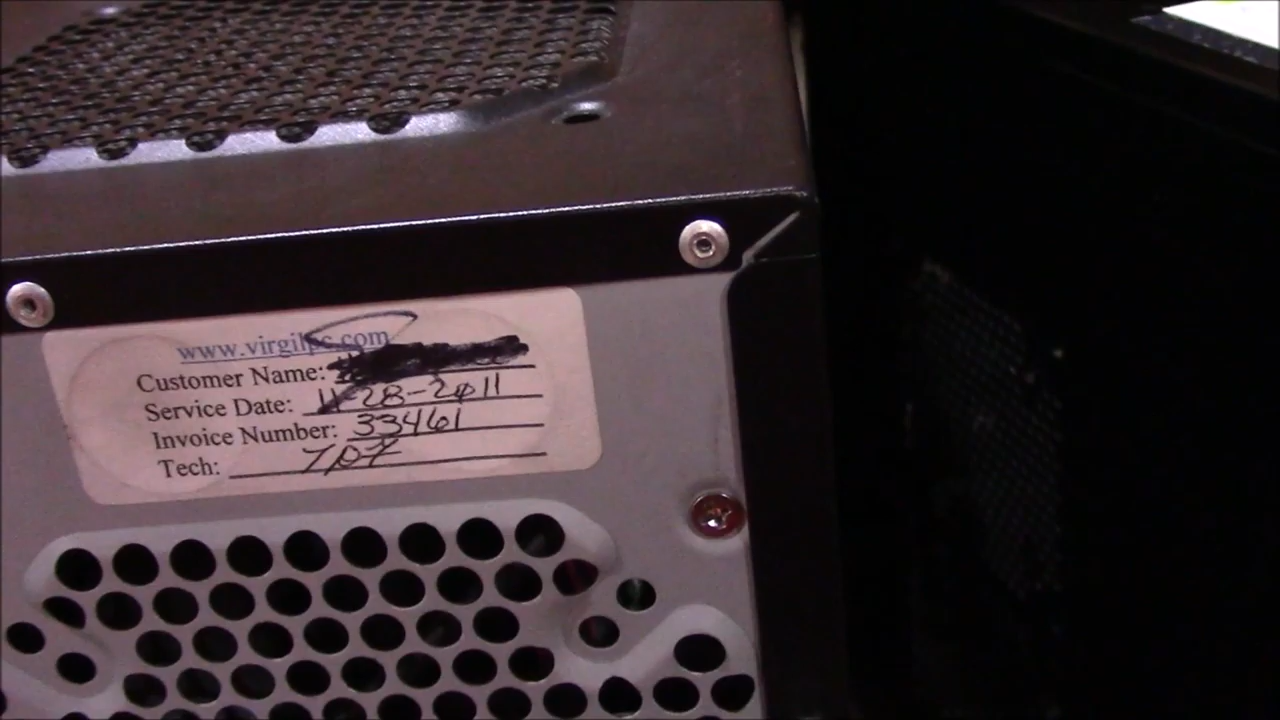 www.virgilpc.com
Customer Name:
Service Date: 11-28-2011
Invoice Number: 33461
Tech: